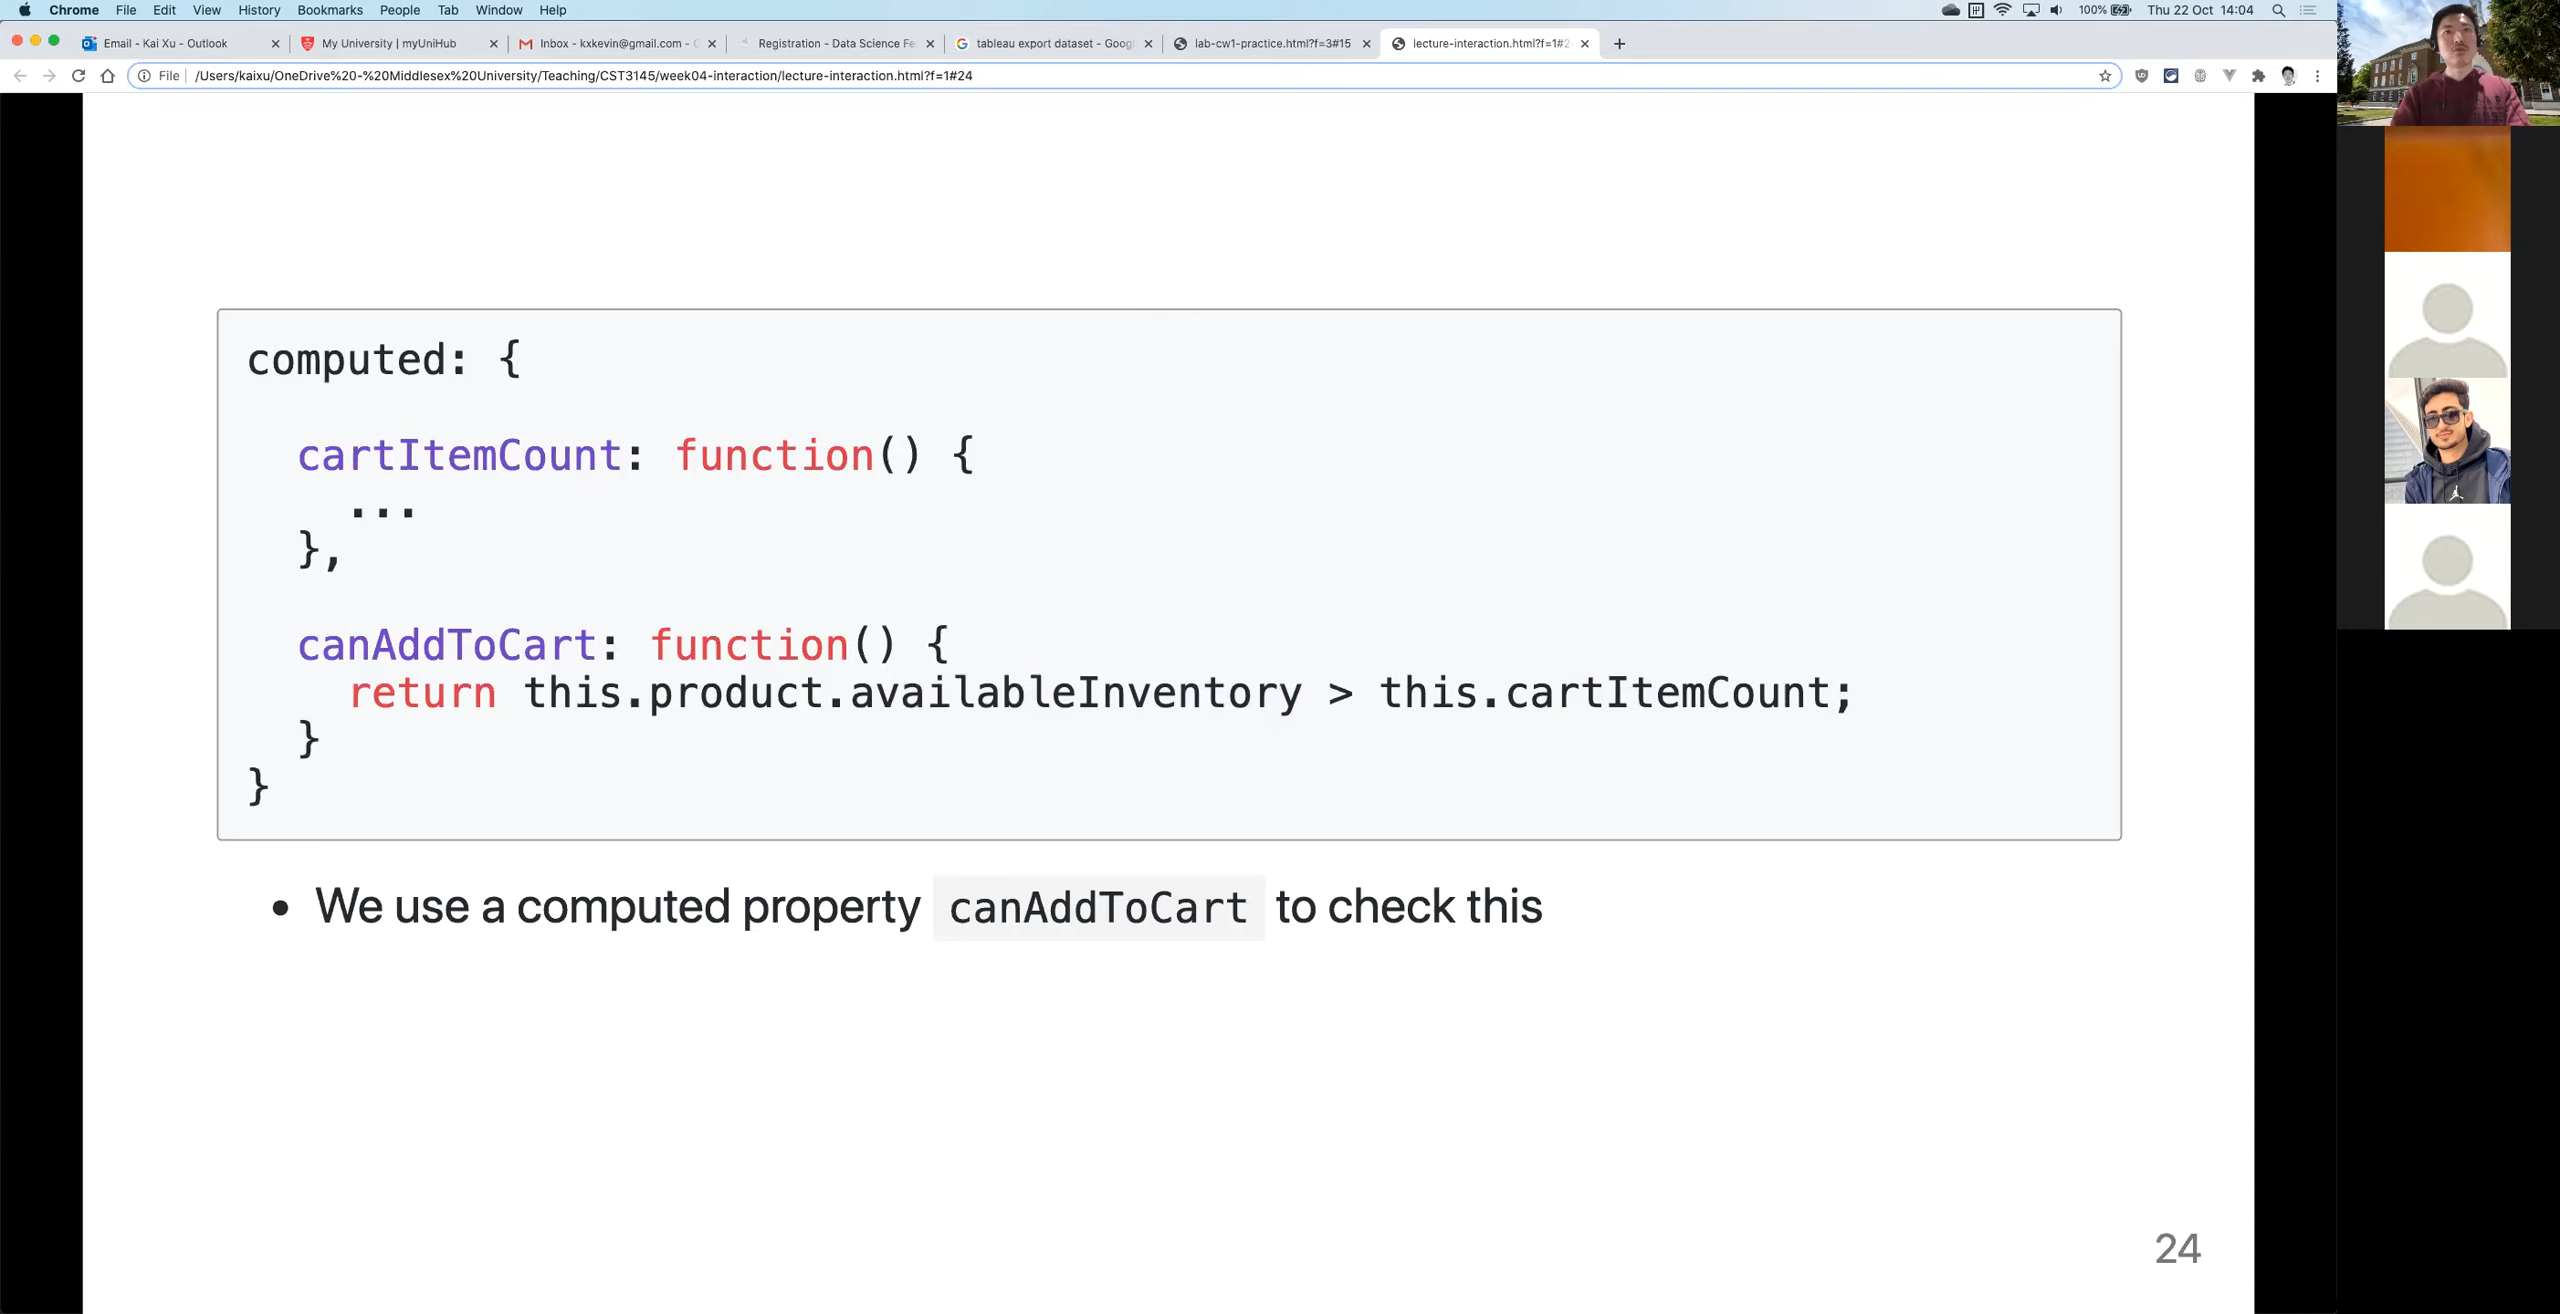 Chrome File Edit View History Bookmarks People Tab Window Help 100% Thu 22 Oct 14:04
Email - Kai Xu - Outlook My University | myUniHub Inbox - kxkevin@gmail.com - Registration - Data Science Fe tableau export dataset - Goog lab-cw1-practice.html?f=3#15 lecture-interaction.html?f=1#2
File /Users/kaixu/OneDrive%20-%20Middlesex%20University/Teaching/CST3145/week04-interaction/lecture-interaction.html?f=1#24
computed: {
cartItemCount: function() {
...
},
canAddToCart: function() {
return this.product.availableInventory > this.cartItemCount;
}
}
• We use a computed property canAddToCart to check this
24